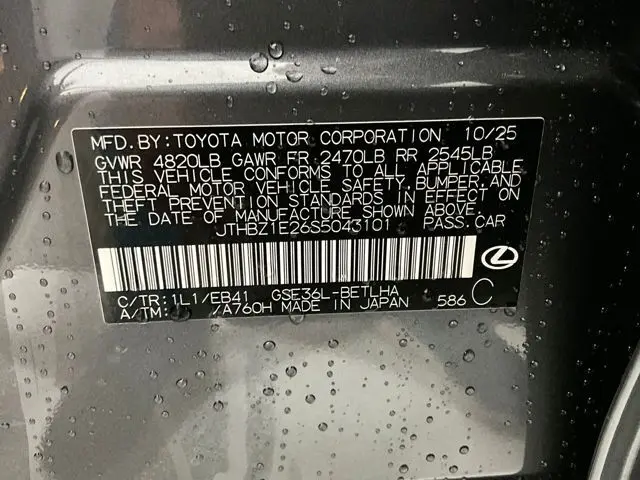 MFD.BY:TOYOTA MOTOR CORPORATION 10/25
GVWR 4820LB GAWR FR 2470LB RR 2545LB
THIS VEHICLE CONFORMS TO ALL APPLICABLE
FEDERAL MOTOR VEHICLE SAFETY,BUMPER,AND
THEFT PREVENTION STANDARDS IN EFFECT ON
THE DATE OF MANUFACTURE SHOWN ABOVE.
JTHBZ1E26S5043101 PASS.CAR
C/TR:1L1/EB41 GSE36L-BETLHA
A/TM: /A760H MADE IN JAPAN 586 C